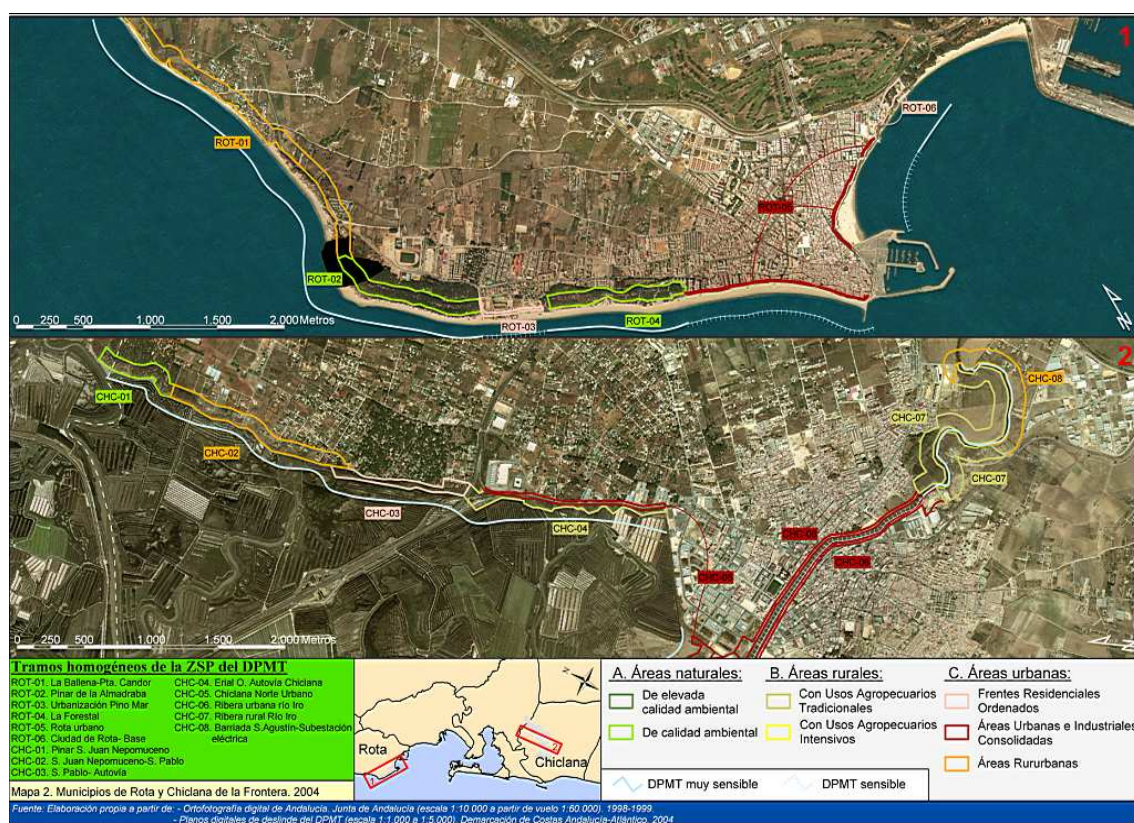 1
ROT-06
ROT-01
ROT-05
ROT-02
ROT-03
ROT-04
0 500 1.000 1.500 2.000 Metros
N
2
CHC-01
CHC-08
CHC-07
CHC-02
CHC-07
CHC-03
CHC-04
CHC-06
CHC-06
0 500 1.000 1.500 2.000 Metros
Tramos homogéneos de la ZSP del DPMT
ROT-01. La Ballena-Pta. Candor
ROT-02. Pinar de la Almadraba
ROT-03. Urbanización Pino Mar
ROT-04. La Forestal
ROT-05. Rota urbano
ROT-06. Ciudad de Rota- Base
CHC-01. Pinar S. Juan Nepomuceno
CHC-02. S. Juan Nepomuceno-S. Pablo
CHC-03. S. Pablo- Autovía
CHC-04. Erial O. Autovía Chiclana
CHC-05. Chiclana Norte Urbano
CHC-06. Ribera urbana río Iro
CHC-07. Ribera rural Río Iro
CHC-08. Barriada S.Agustín-Subestación
eléctrica
Mapa 2. Municipios de Rota y Chiclana de la Frontera. 2004
N
Rota
Chiclana
1
2
A. Áreas naturales:
De elevada
calidad ambiental
De calidad ambiental
B. Áreas rurales:
Con Usos Agropecuarios
Tradicionales
Con Usos Agropecuarios
Intensivos
C. Áreas urbanas:
Frentes Residenciales
Ordenados
Áreas Urbanas e Industriales
Consolidadas
Áreas Rururbanas
DPMT muy sensible
DPMT sensible
Fuente: Elaboración propia a partir de: - Ortofotografía digital de Andalucía. Junta de Andalucía (escala 1:10.000 a partir de vuelo 1:60.000). 1998-1999.
- Planos digitales de deslinde del DPMT (escala 1:1.000 a 1:5.000). Demarcación de Costas Andalucía-Atlántico. 2004